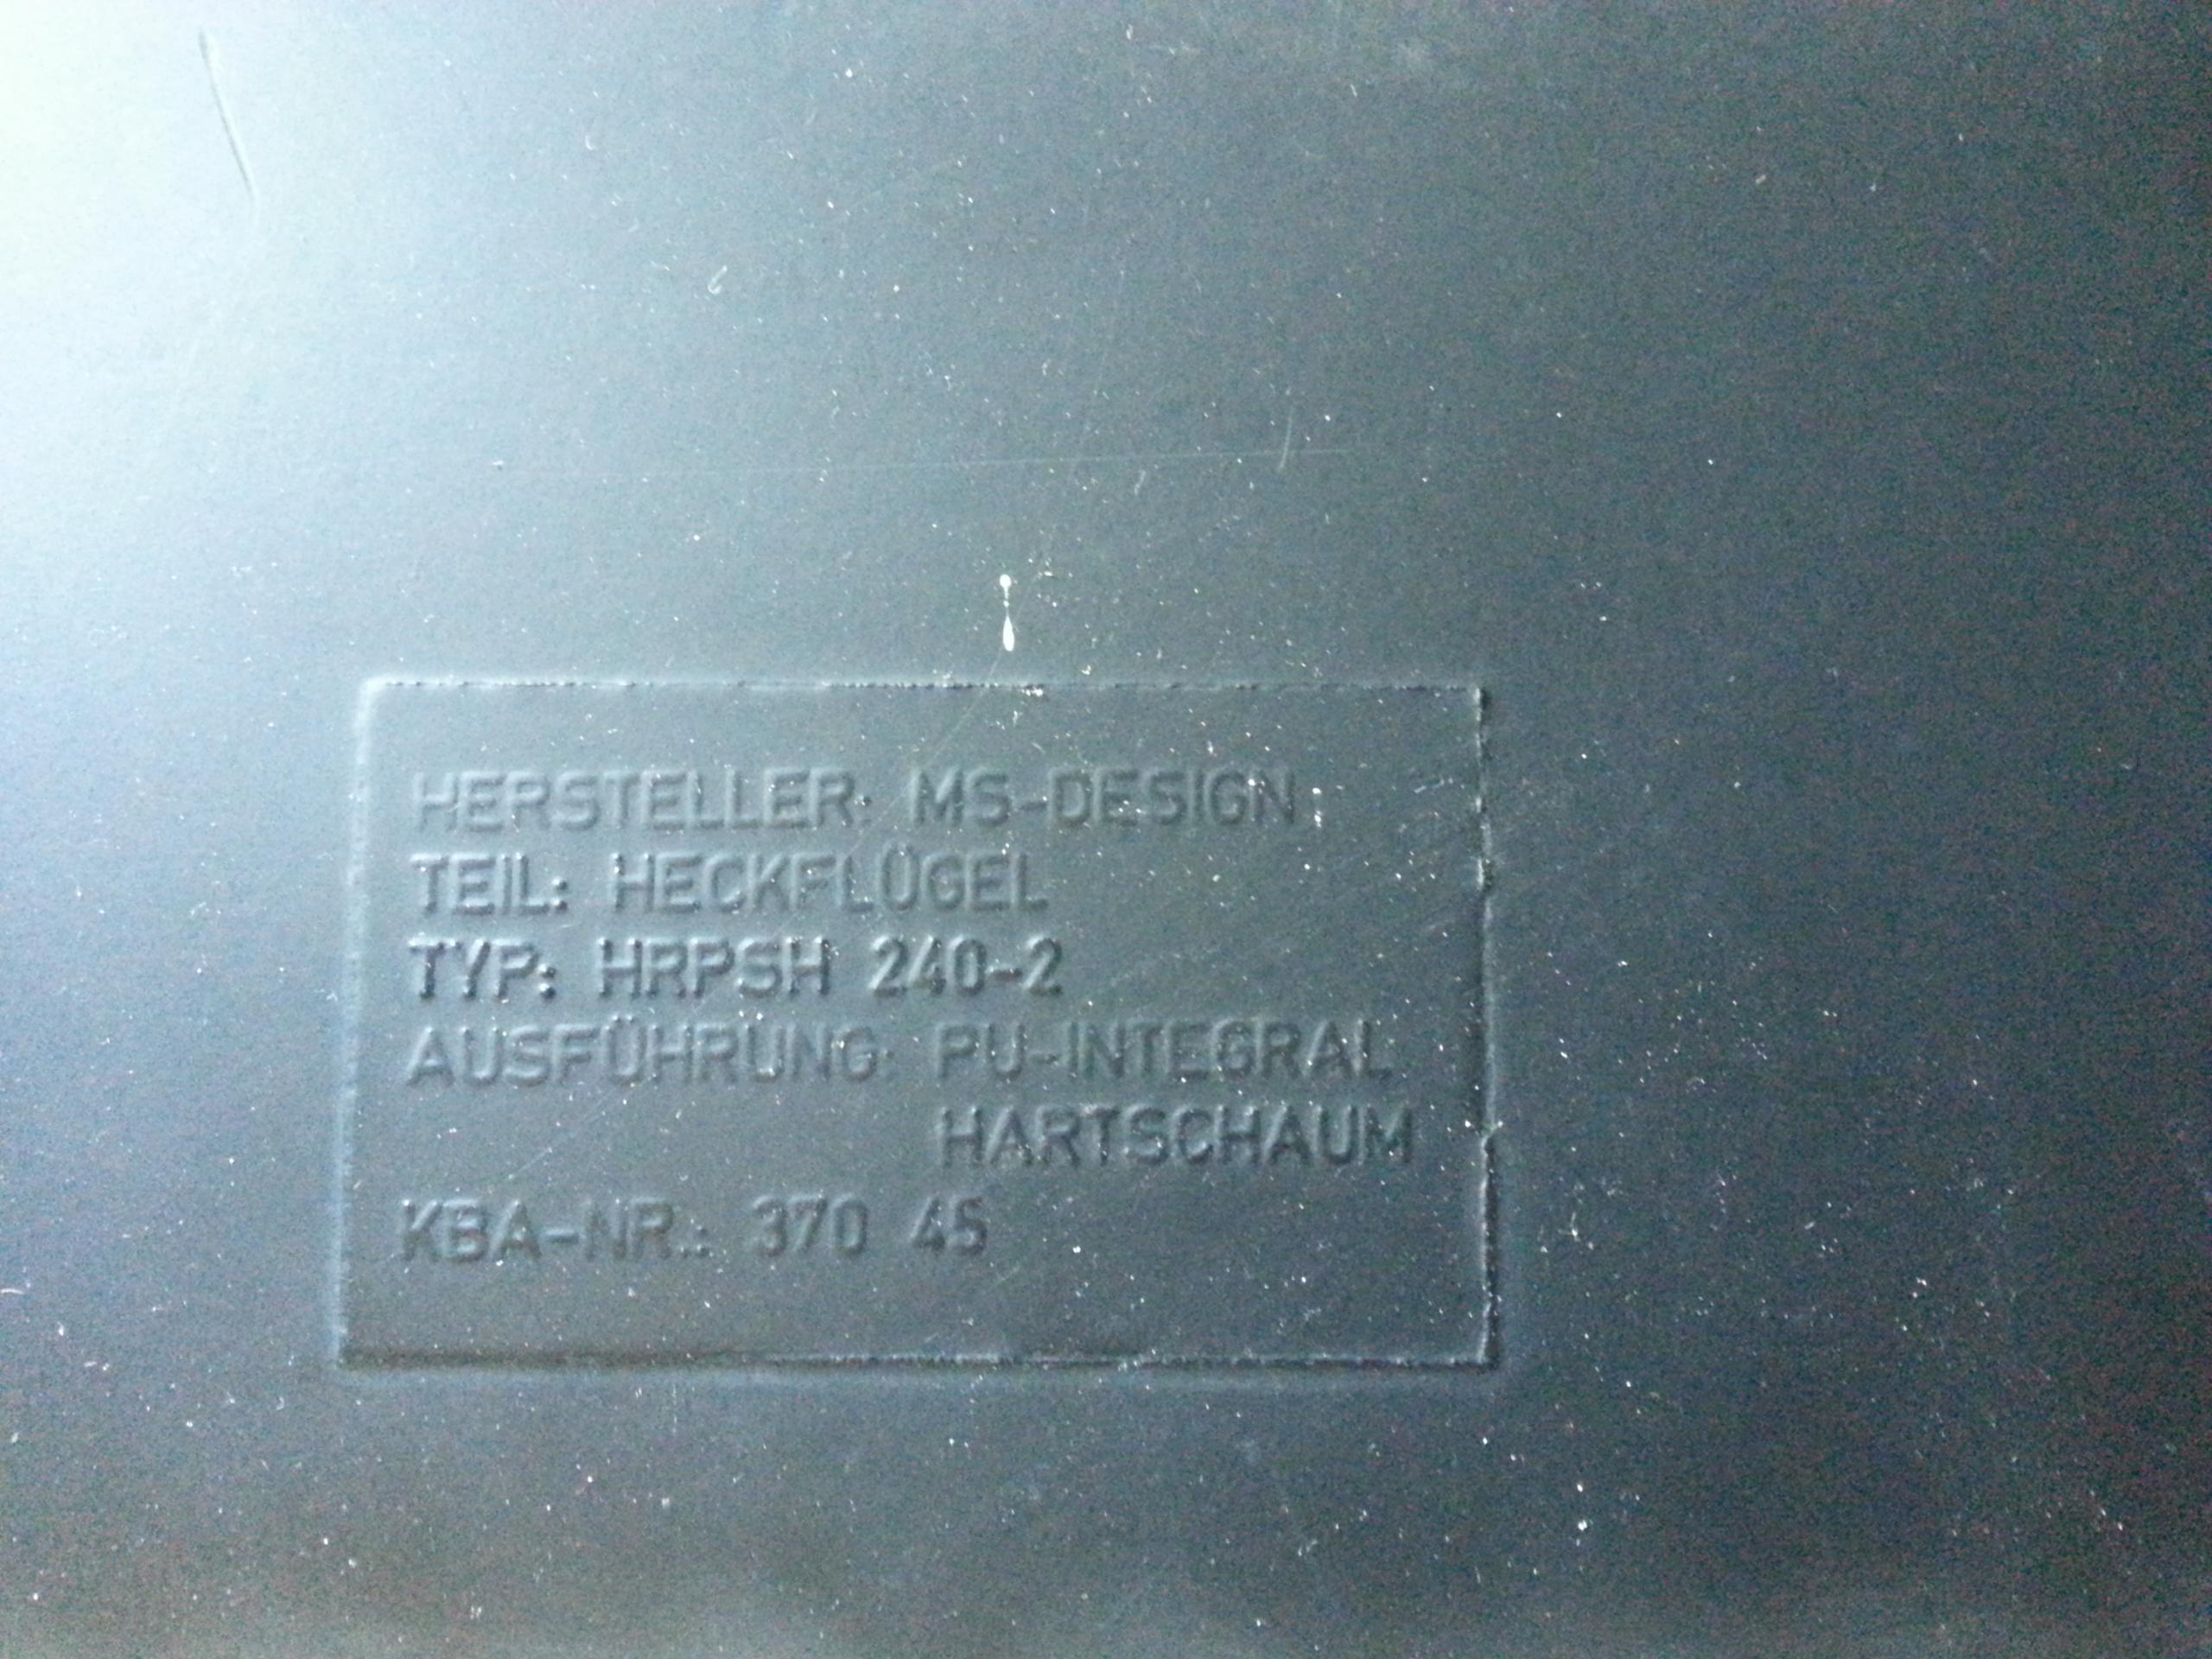 HERSTELLER: MS-DESIGN
TEIL: HECKFLÜGEL
TYP: HRPSH 240-2
AUSFÜHRUNG: PU-INTEGRAL
HARTSCHAUM
KBA-NR.: 370 45